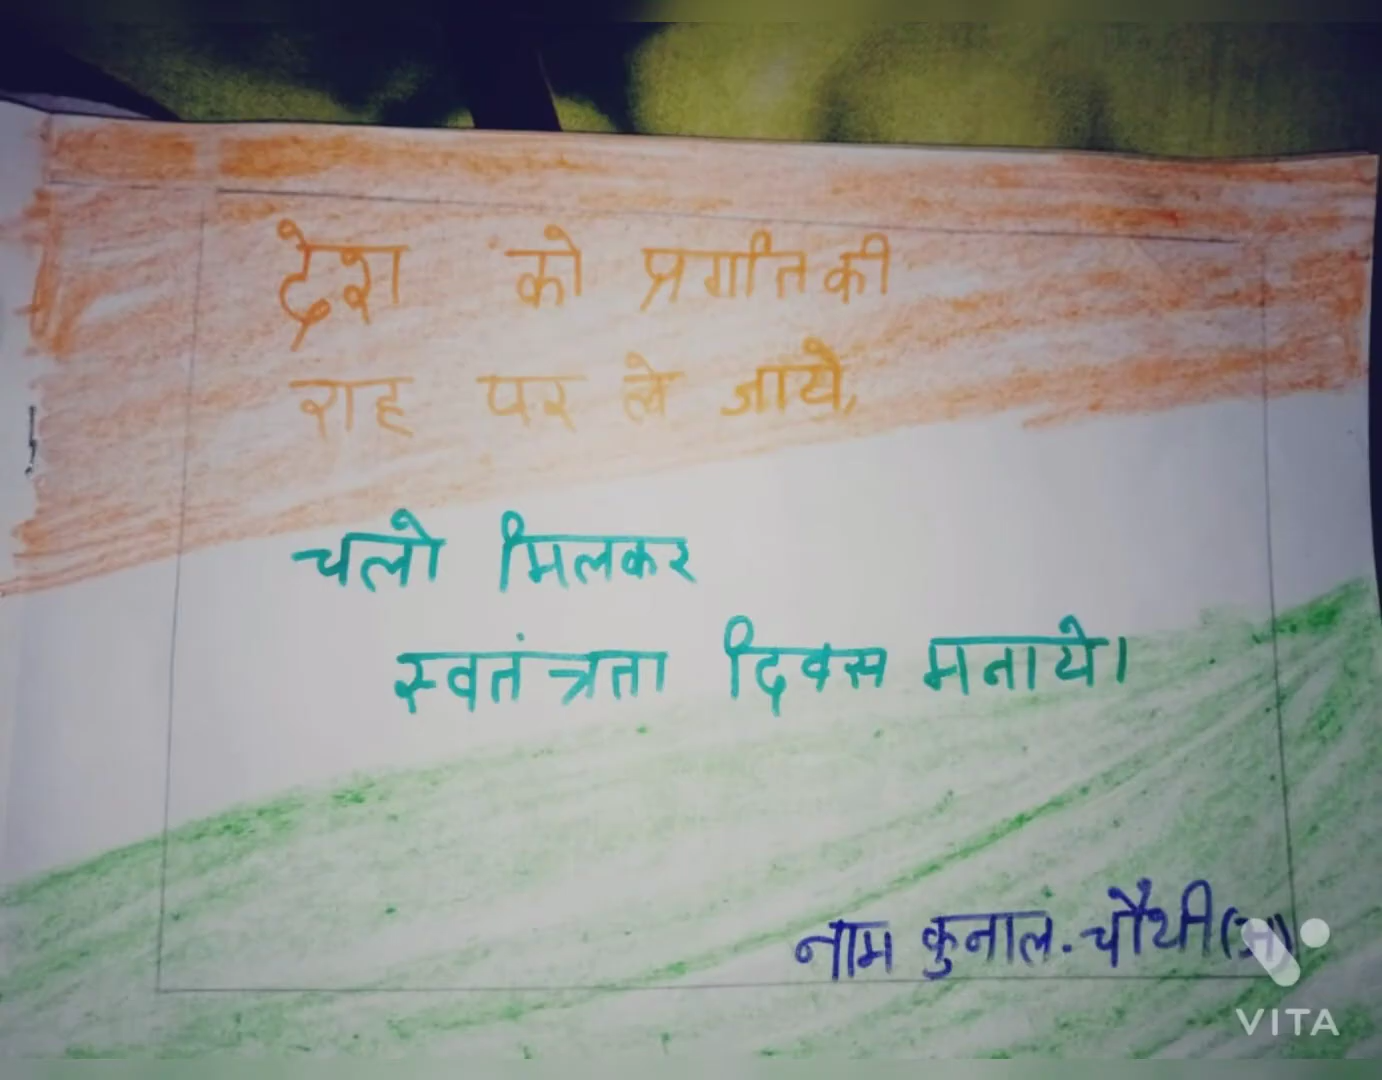 देश को प्रगति की
राह पर ले जाये,
चलो मिलकर
स्वतंत्रता दिवस मनाये।
नाम कुनाल. चौथी
VITA